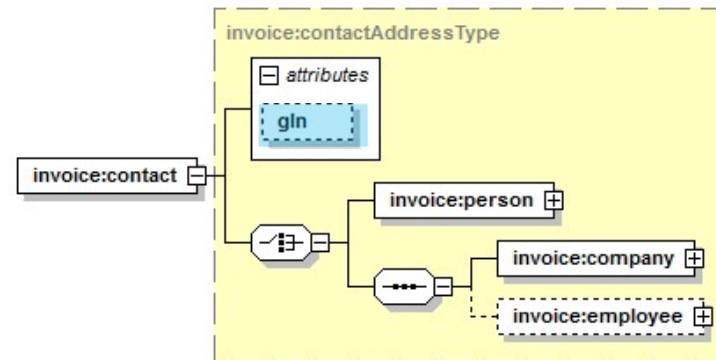 invoice:contactAddressType
attributes
gln
invoice:contact
invoice:person
invoice:company
invoice:employee